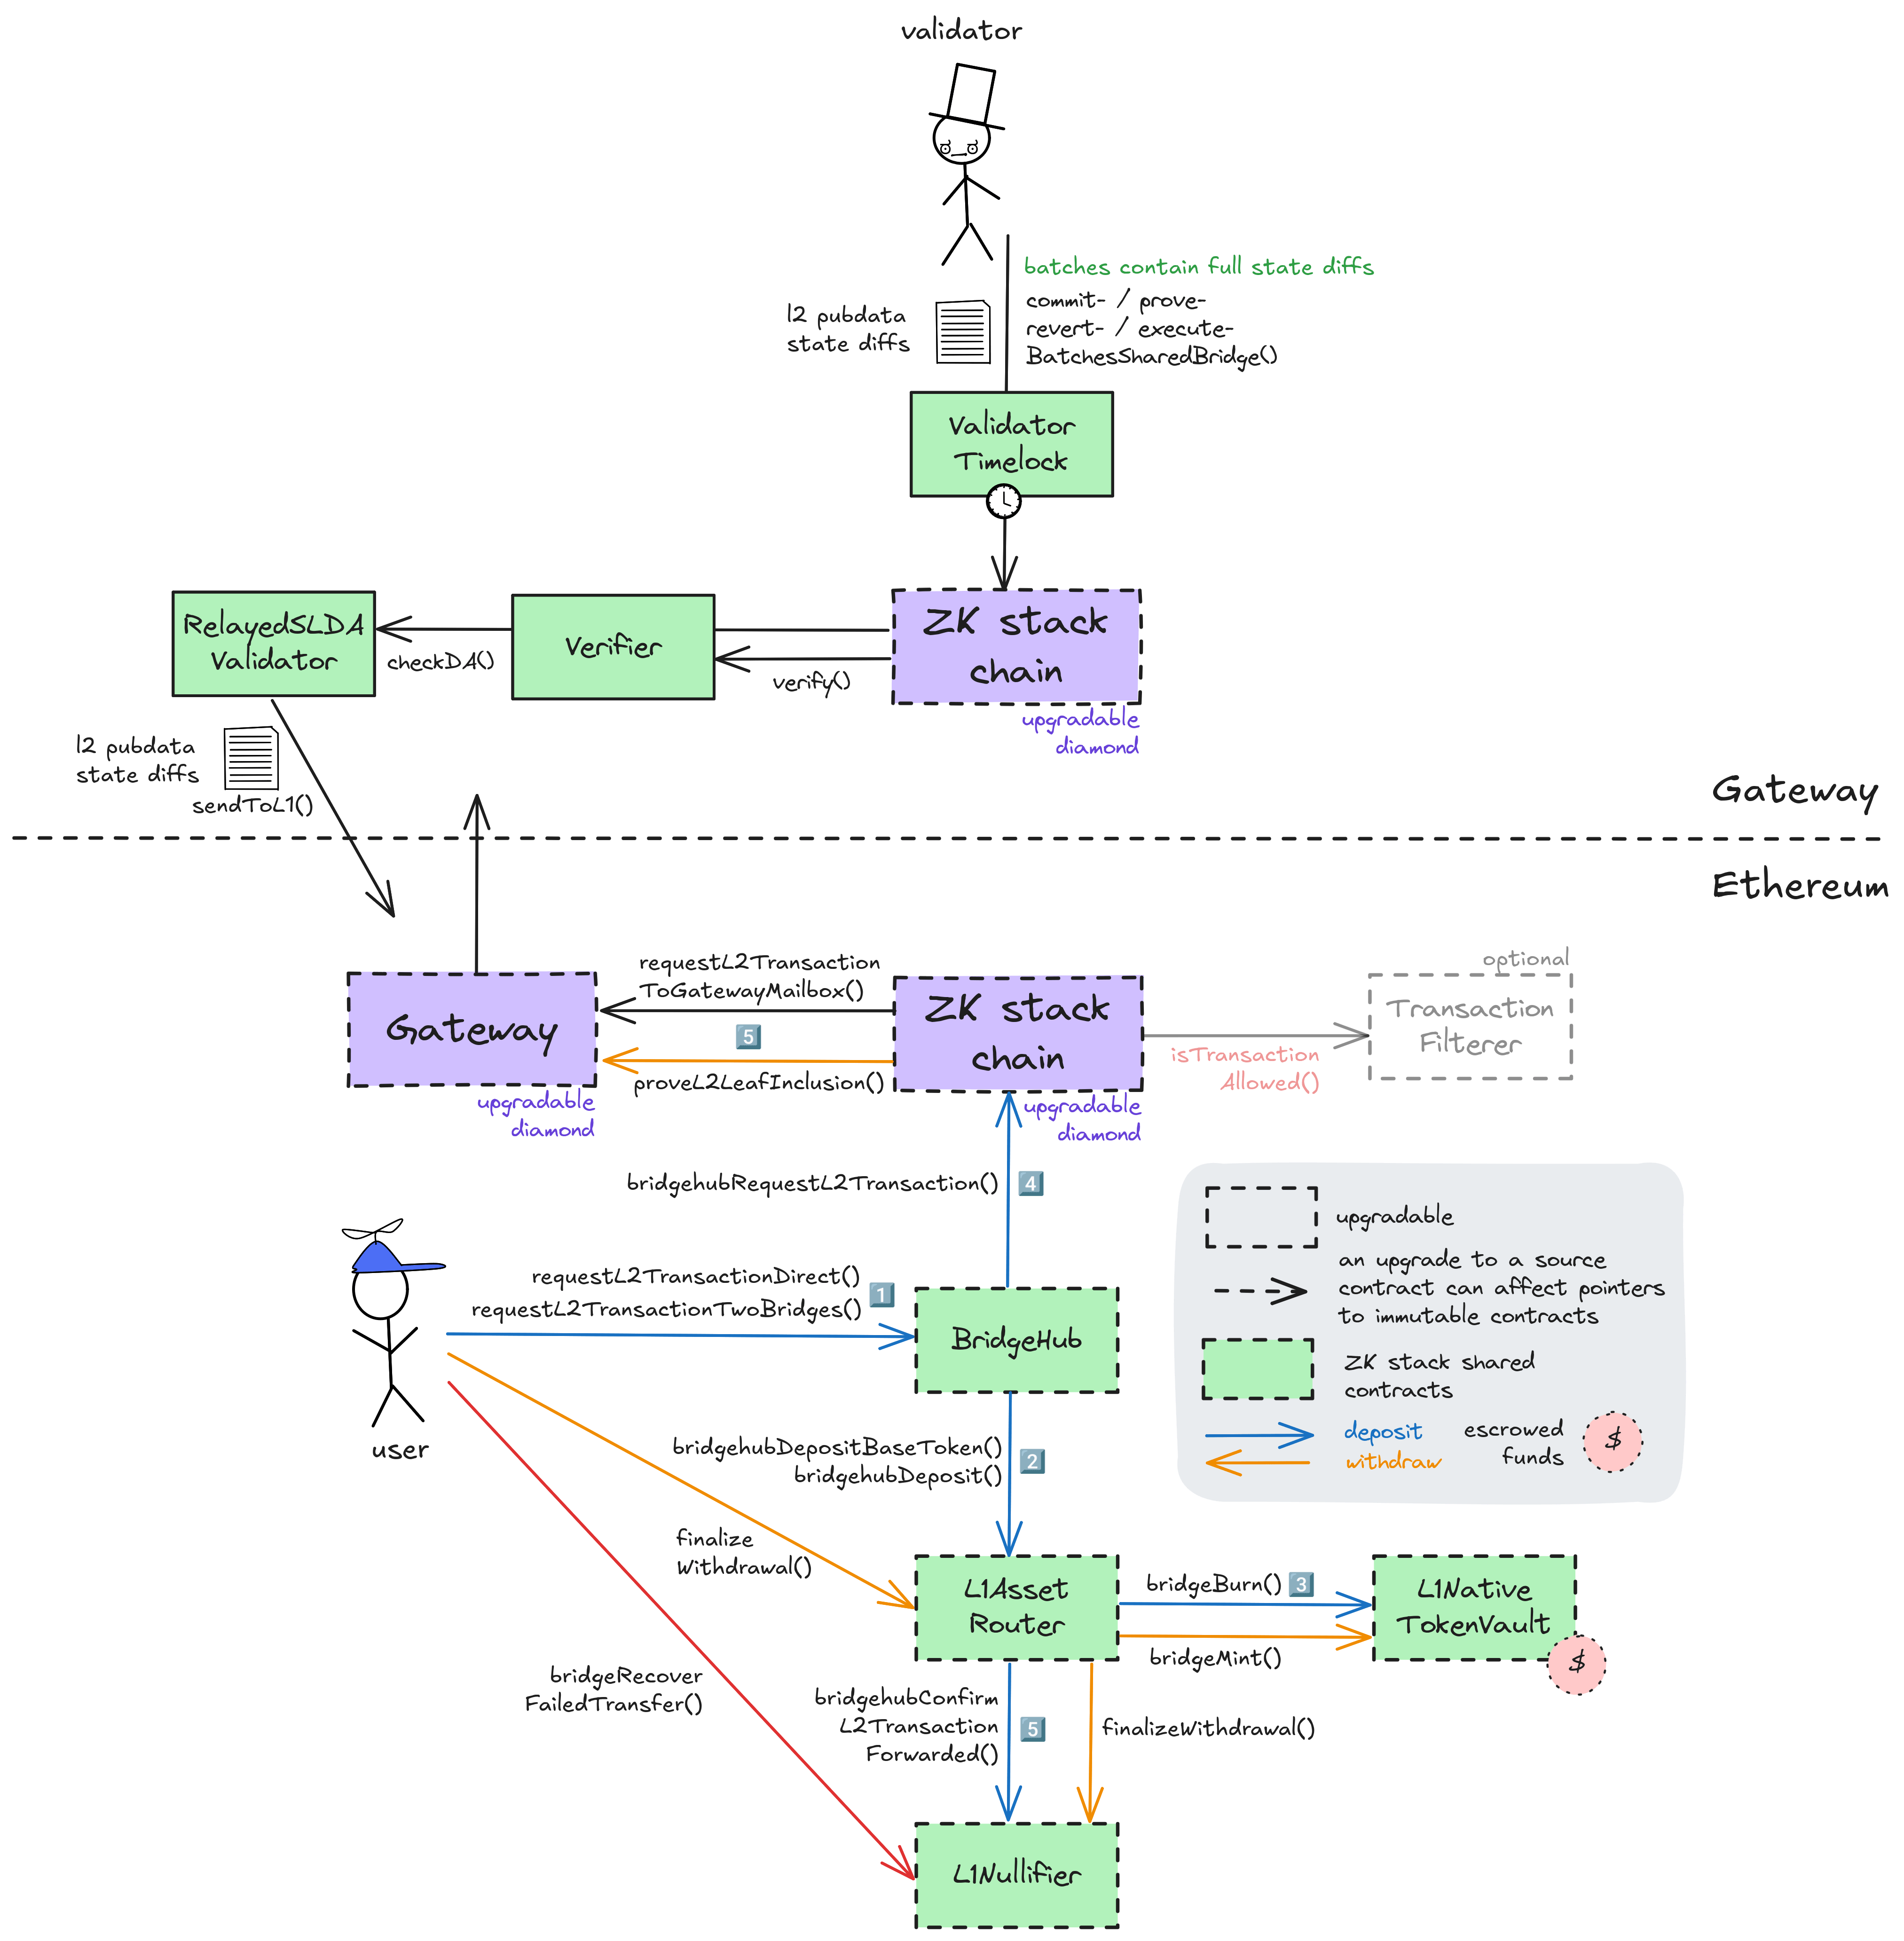 validator
batches contain full state diffs
l2 pubdata
state diffs
commit- / prove-
revert- / execute-
BatchesSharedBridge()
Validator
Timelock
RelayedSLDA
Validator
checkDA()
Verifier
verify()
ZK stack
chain
upgradable
diamond
l2 pubdata
state diffs
sendToL1()
Gateway
Ethereum
Gateway
upgradable
diamond
requestL2Transaction
ToGatewayMailbox()
5
proveL2LeafInclusion()
ZK stack
chain
upgradable
diamond
isTransaction
Allowed()
optional
Transaction
Filterer
bridgehubRequestL2Transaction()
4
upgradable
an upgrade to a source
contract can affect pointers
to immutable contracts
ZK stack shared
contracts
deposit
withdraw
escrowed
funds
$
user
requestL2TransactionDirect()
requestL2TransactionTwoBridges()
1
BridgeHub
bridgehubDepositBaseToken()
bridgehubDeposit()
2
finalize
Withdrawal()
L1Asset
Router
bridgeBurn()
3
bridgeMint()
L1Native
TokenVault
$
bridgeRecover
FailedTransfer()
bridgehubConfirm
L2Transaction
Forwarded()
5
finalizeWithdrawal()
L1Nullifier